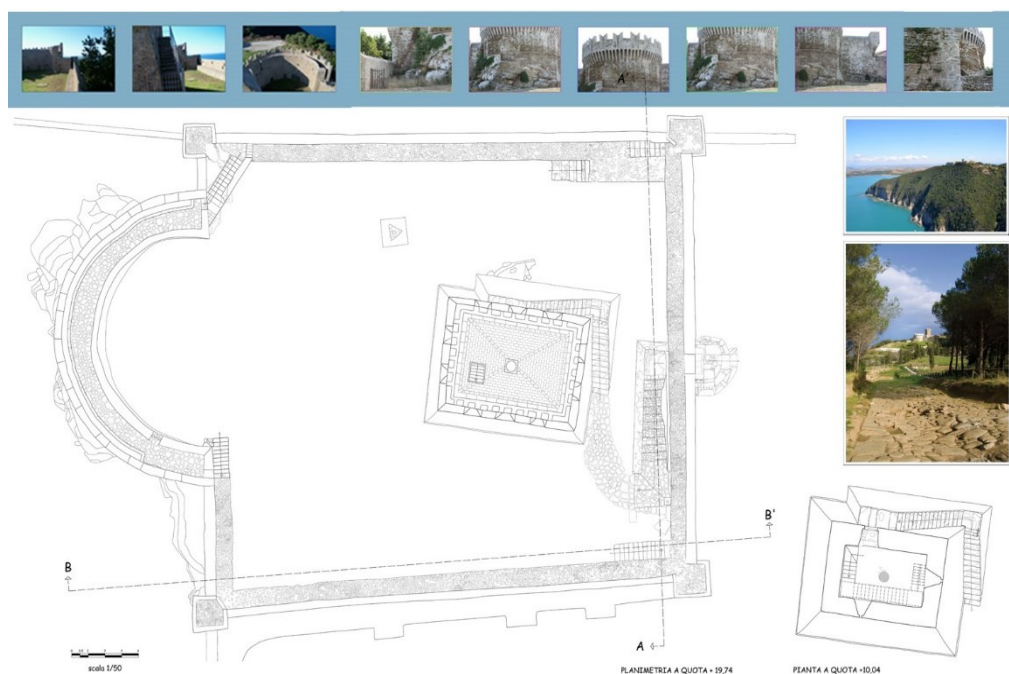 A'
B'
B
A
scala 1/50
PLANIMETRIA A QUOTA + 19,74
PIANTA A QUOTA +10,04